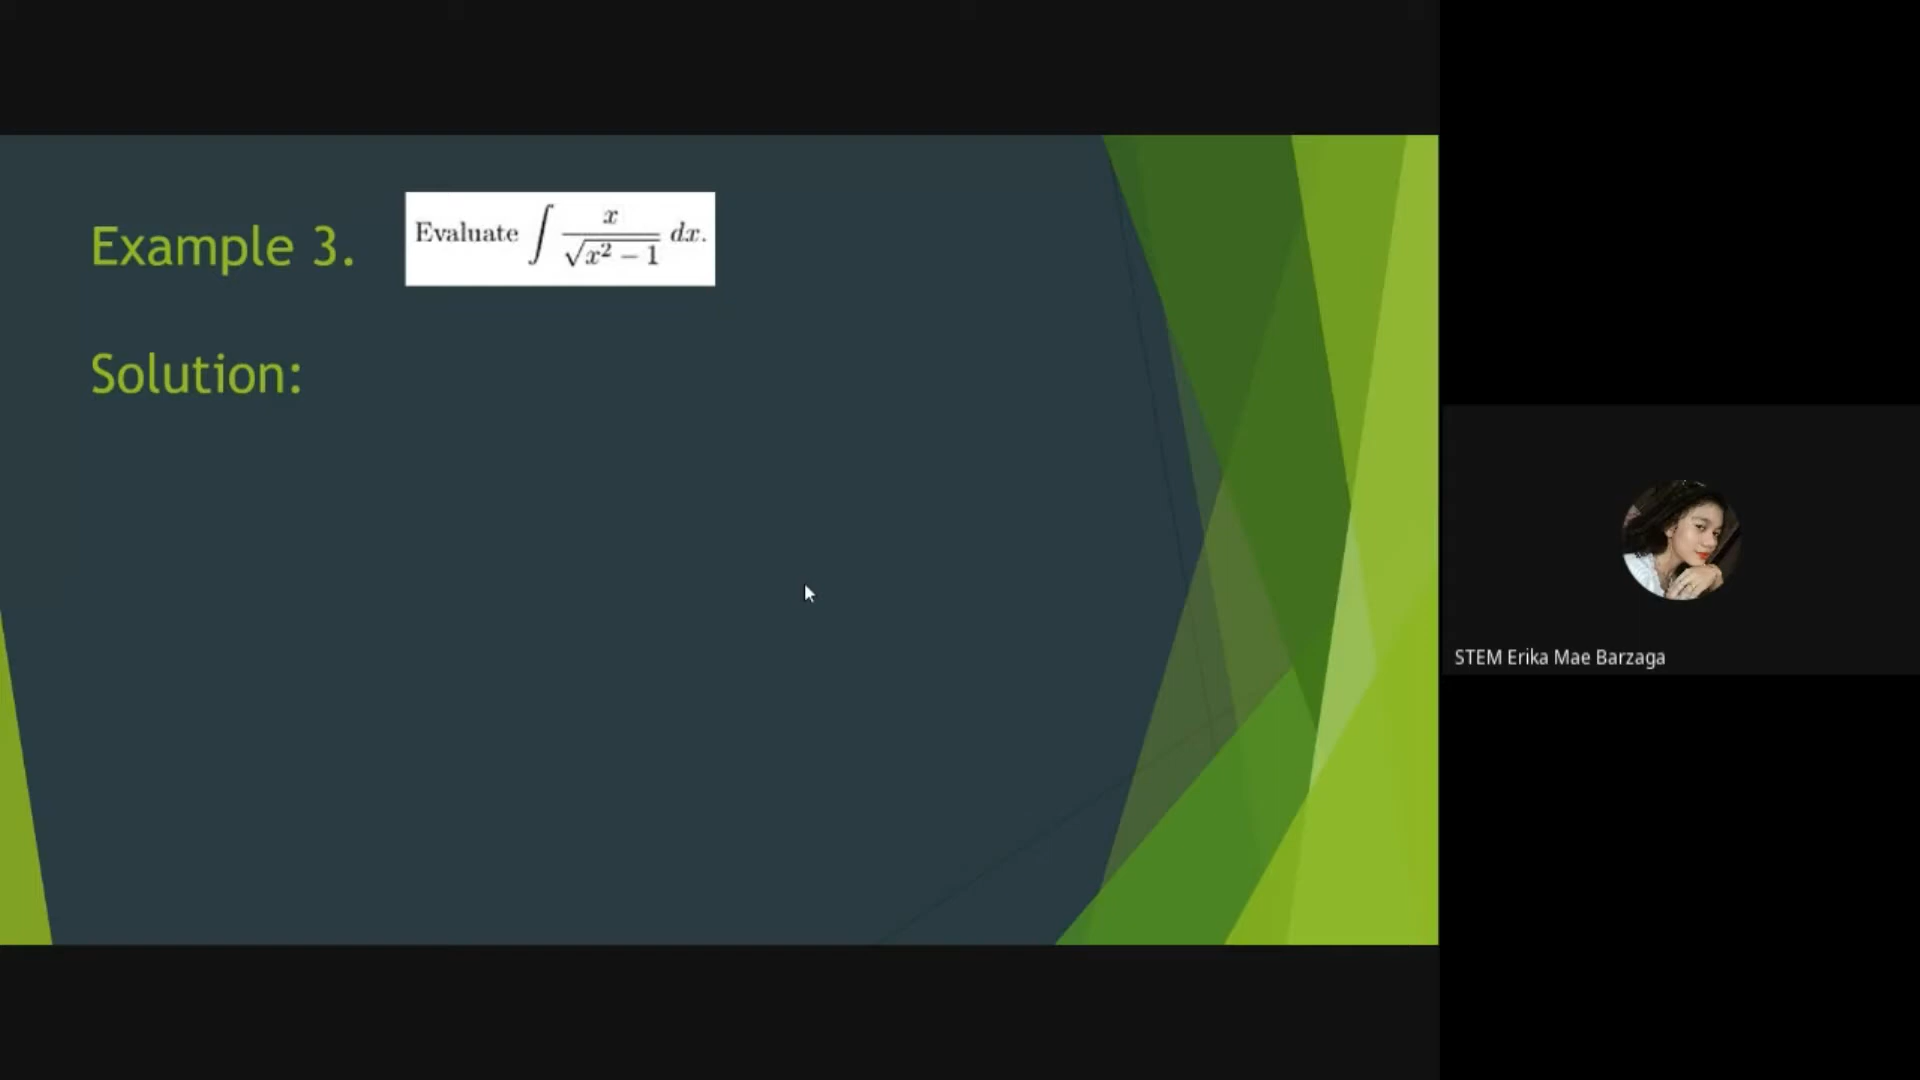 Example 3.
Evaluate ∫ x / √(x² − 1) dx.
Solution:
STEM Erika Mae Barzaga